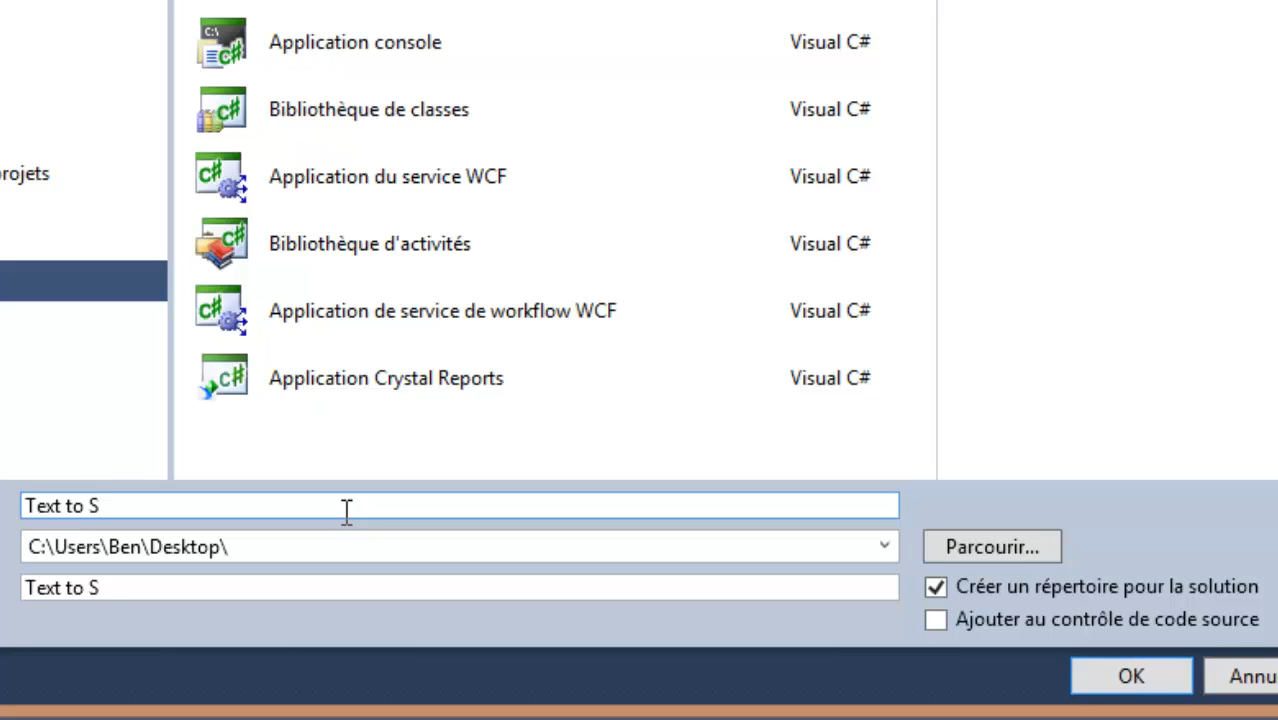 Application console Visual C#
Bibliothèque de classes Visual C#
rojets
Application du service WCF Visual C#
Bibliothèque d'activités Visual C#
Application de service de workflow WCF Visual C#
Application Crystal Reports Visual C#
Text to S
C:\Users\Ben\Desktop\ Parcourir...
Text to S Créer un répertoire pour la solution
Ajouter au contrôle de code source
OK Annu